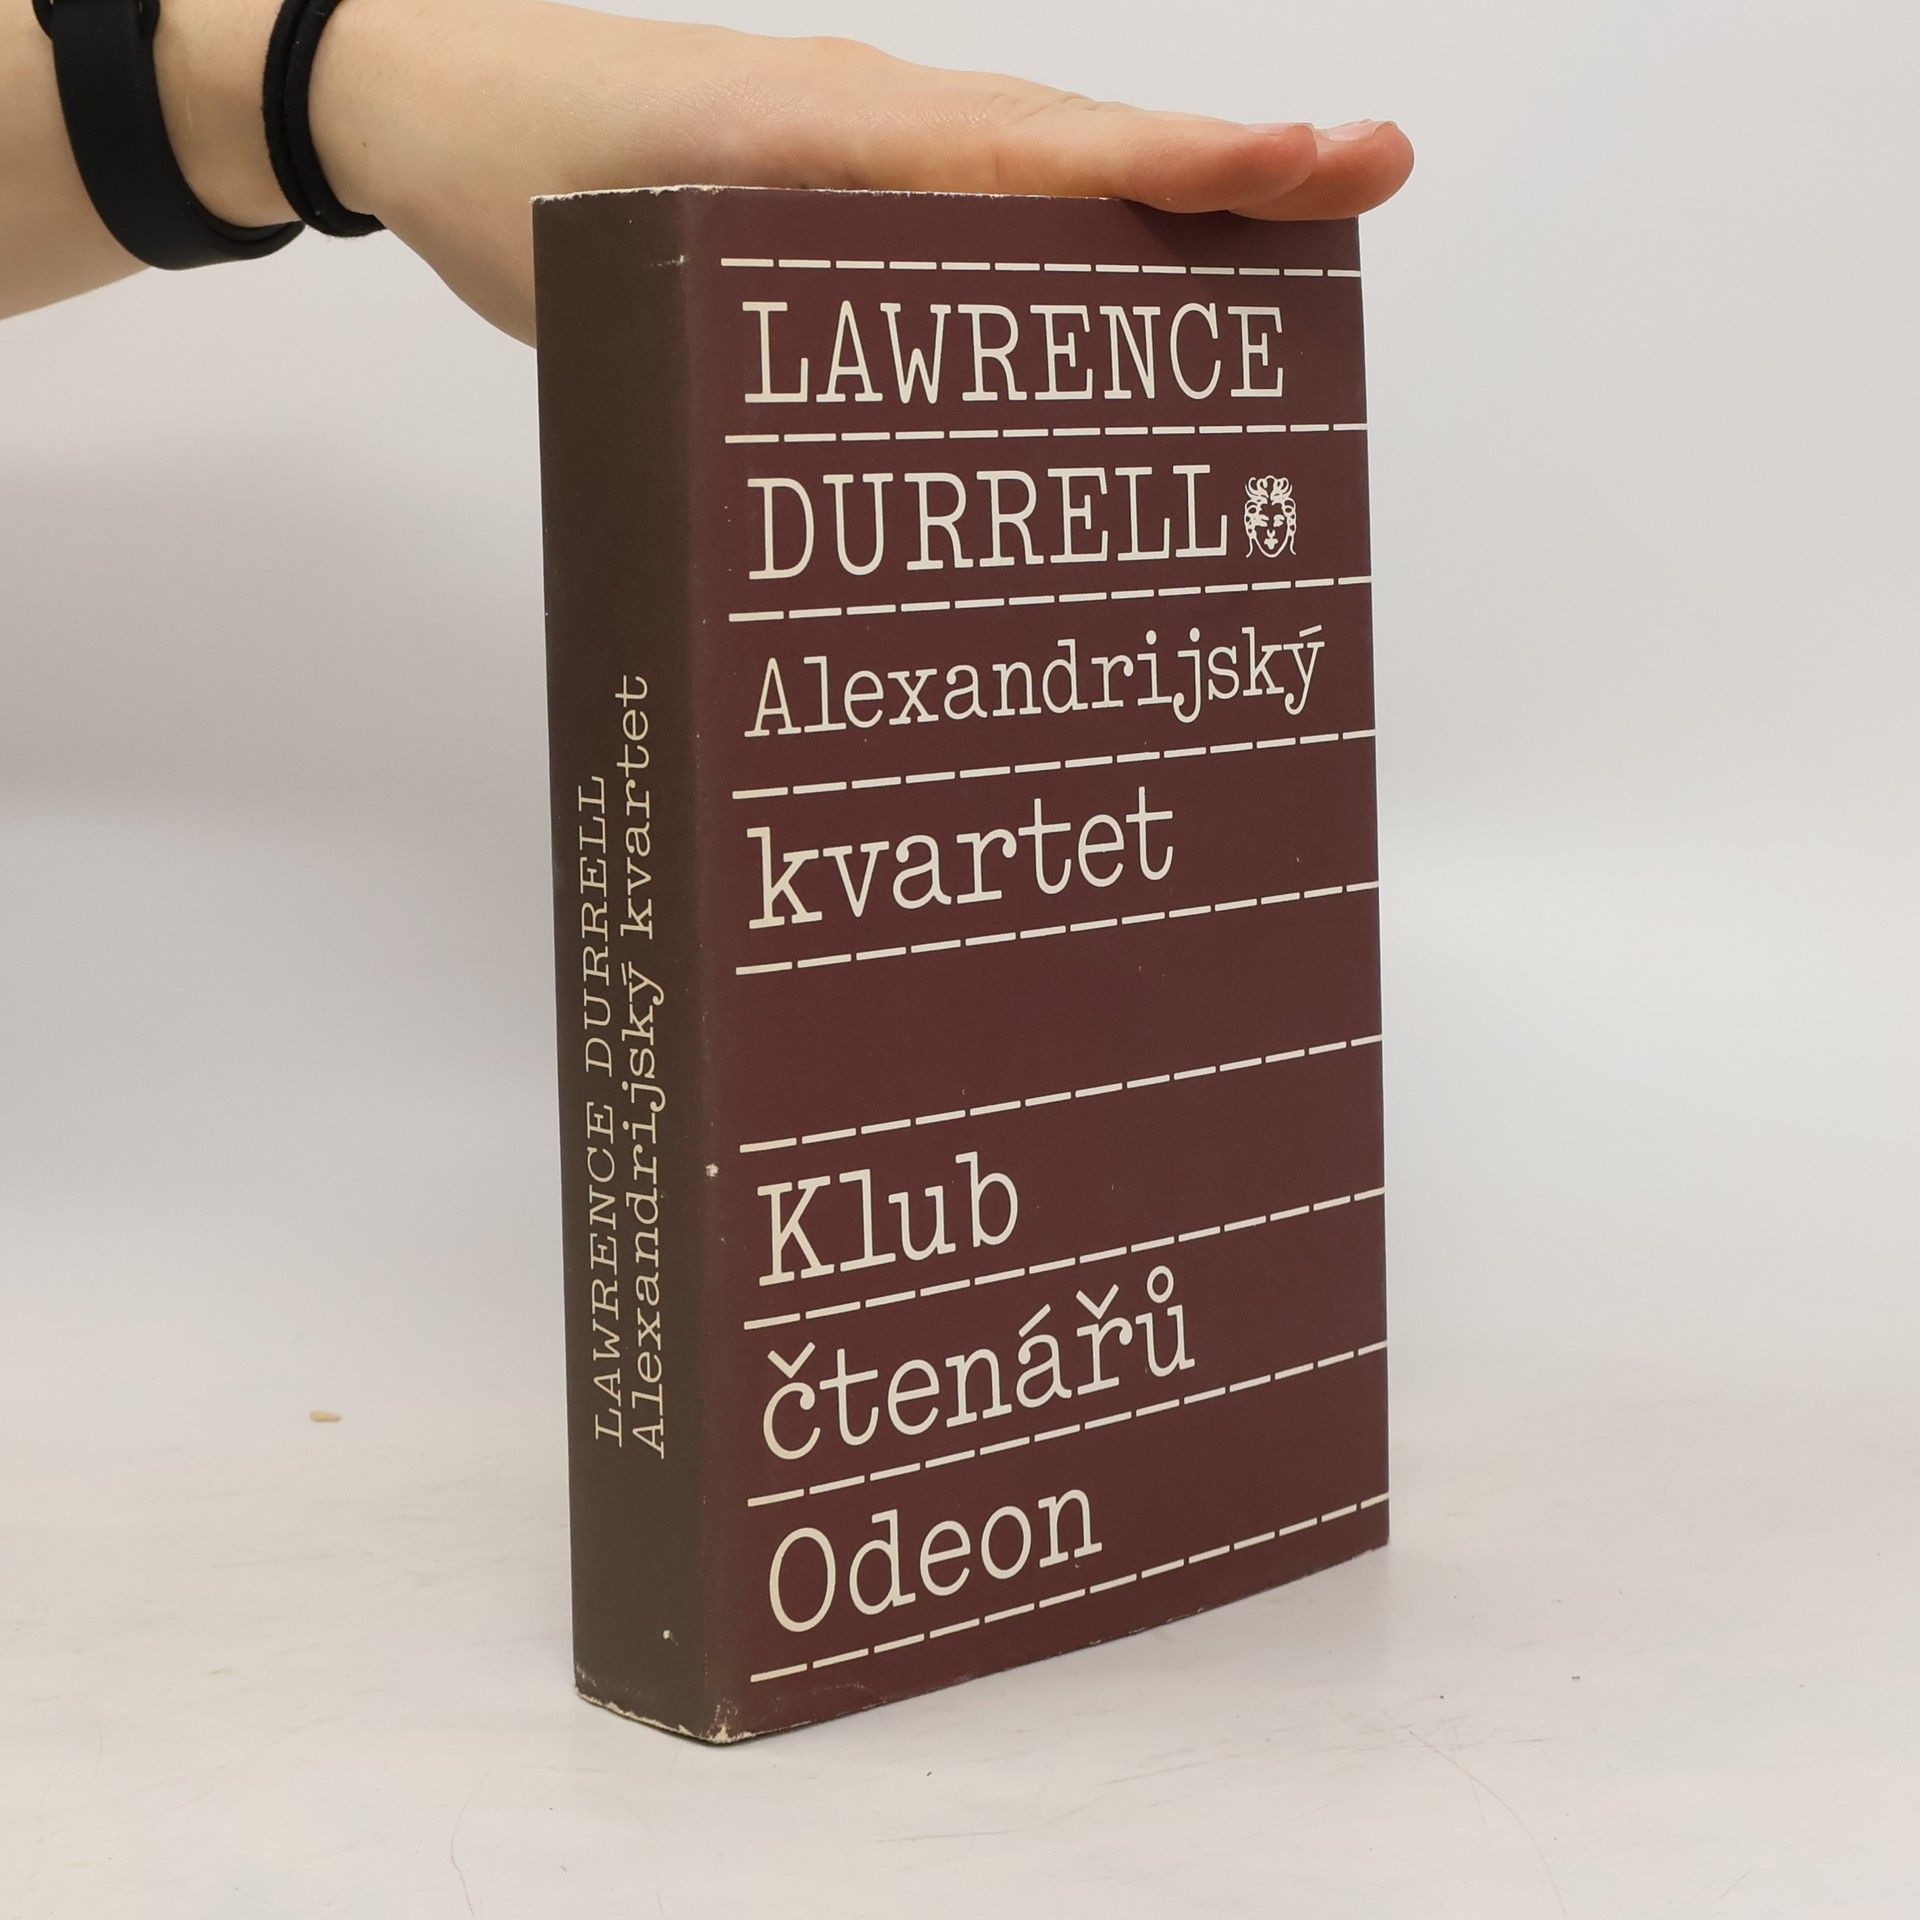 LAWRENCE
DURRELL
Alexandrijský
kvartet
Klub
čtenářů
Odeon
LAWRENCE DURRELL
Alexandrijský kvartet